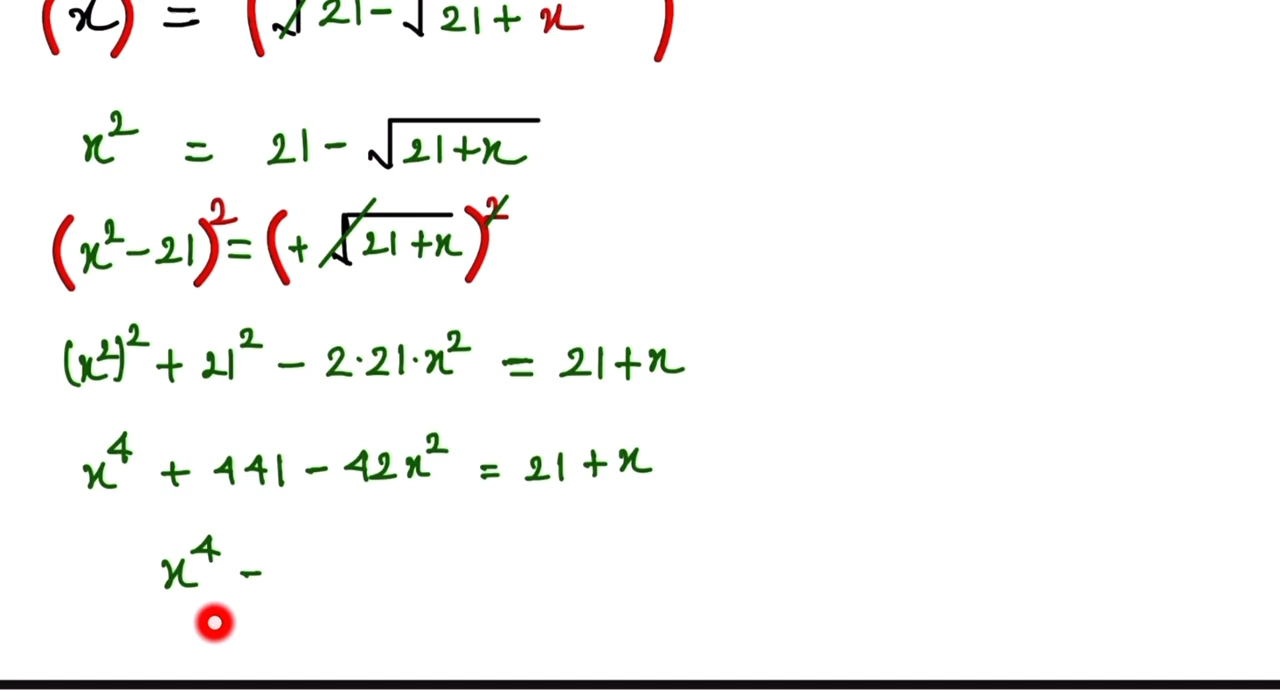 (x) = (√21-√21+x )
x² = 21-√21+x
(x²-21)² = (+√21+x)²
(x²)² + 21² - 2·21·x² = 21+x
x⁴ + 441 - 42x² = 21+x
x⁴ -